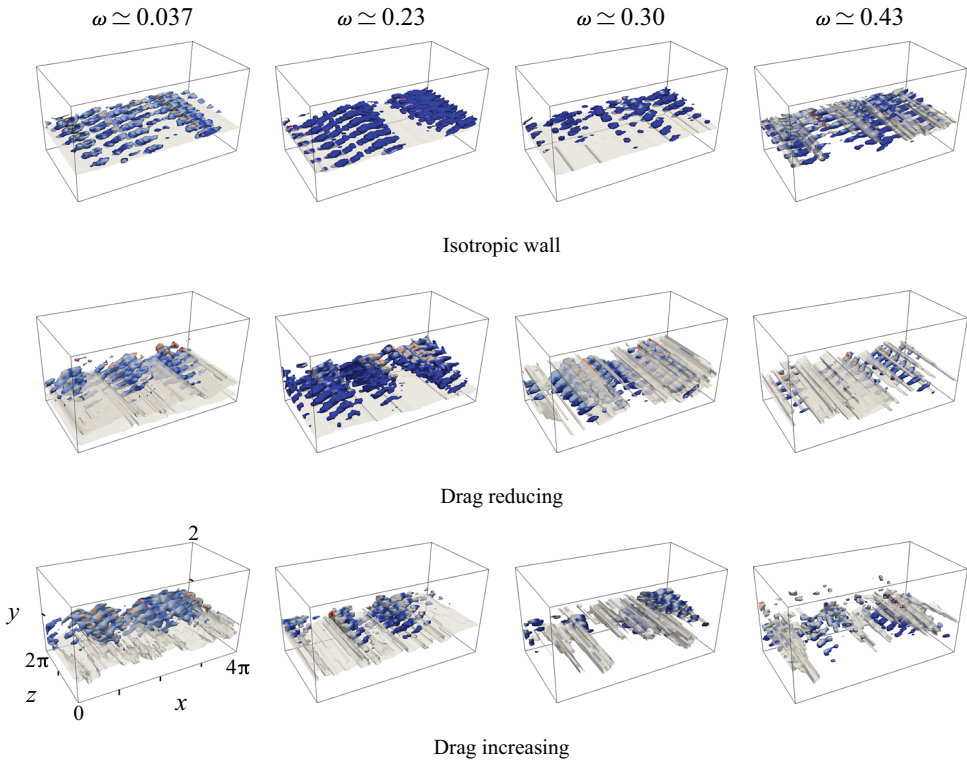 ω ≃ 0.037 ω ≃ 0.23 ω ≃ 0.30 ω ≃ 0.43
Isotropic wall
Drag reducing
2
y
2π
z
0
x
4π
Drag increasing